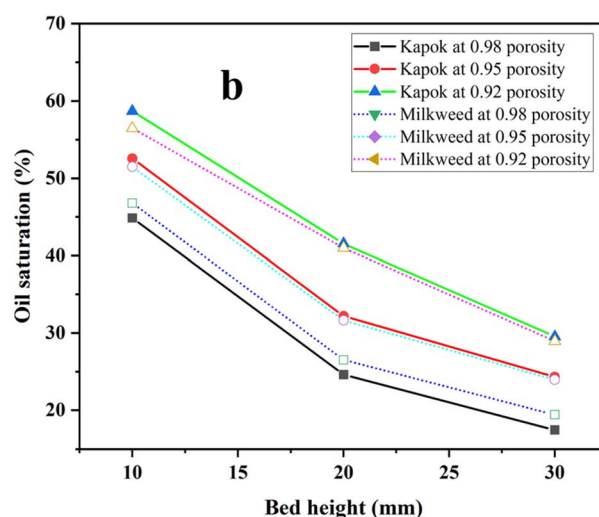 70
60
50
40
30
20
10
15
20
25
30
Oil saturation (%)
Bed height (mm)
b
Kapok at 0.98 porosity
Kapok at 0.95 porosity
Kapok at 0.92 porosity
Milkweed at 0.98 porosity
Milkweed at 0.95 porosity
Milkweed at 0.92 porosity